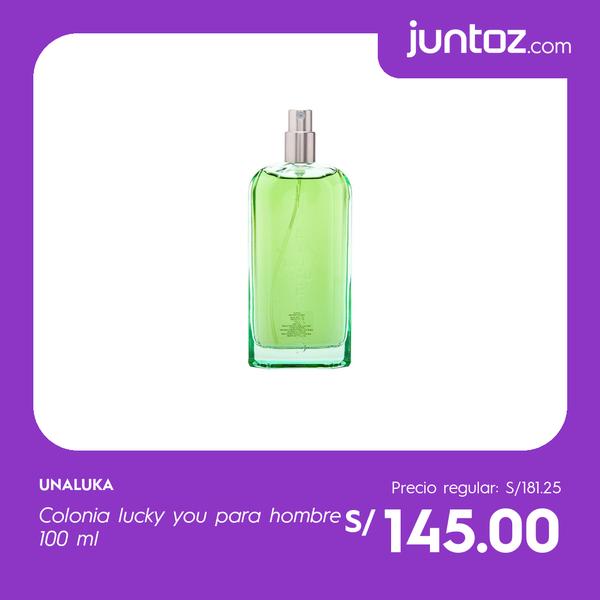 juntoz.com
UNALUKA
Colonia lucky you para hombre
100 ml
Precio regular: S/181.25
S/145.00